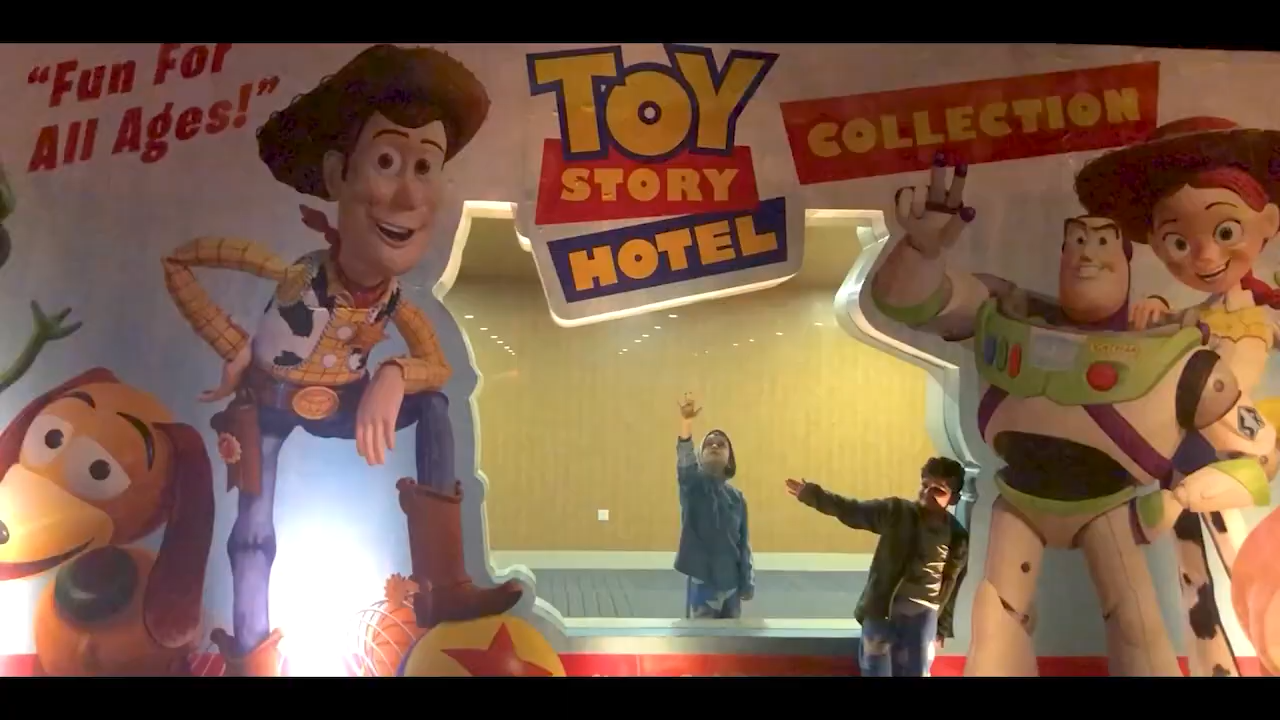 “Fun For
All Ages!”
TOY
STORY
HOTEL
COLLECTION